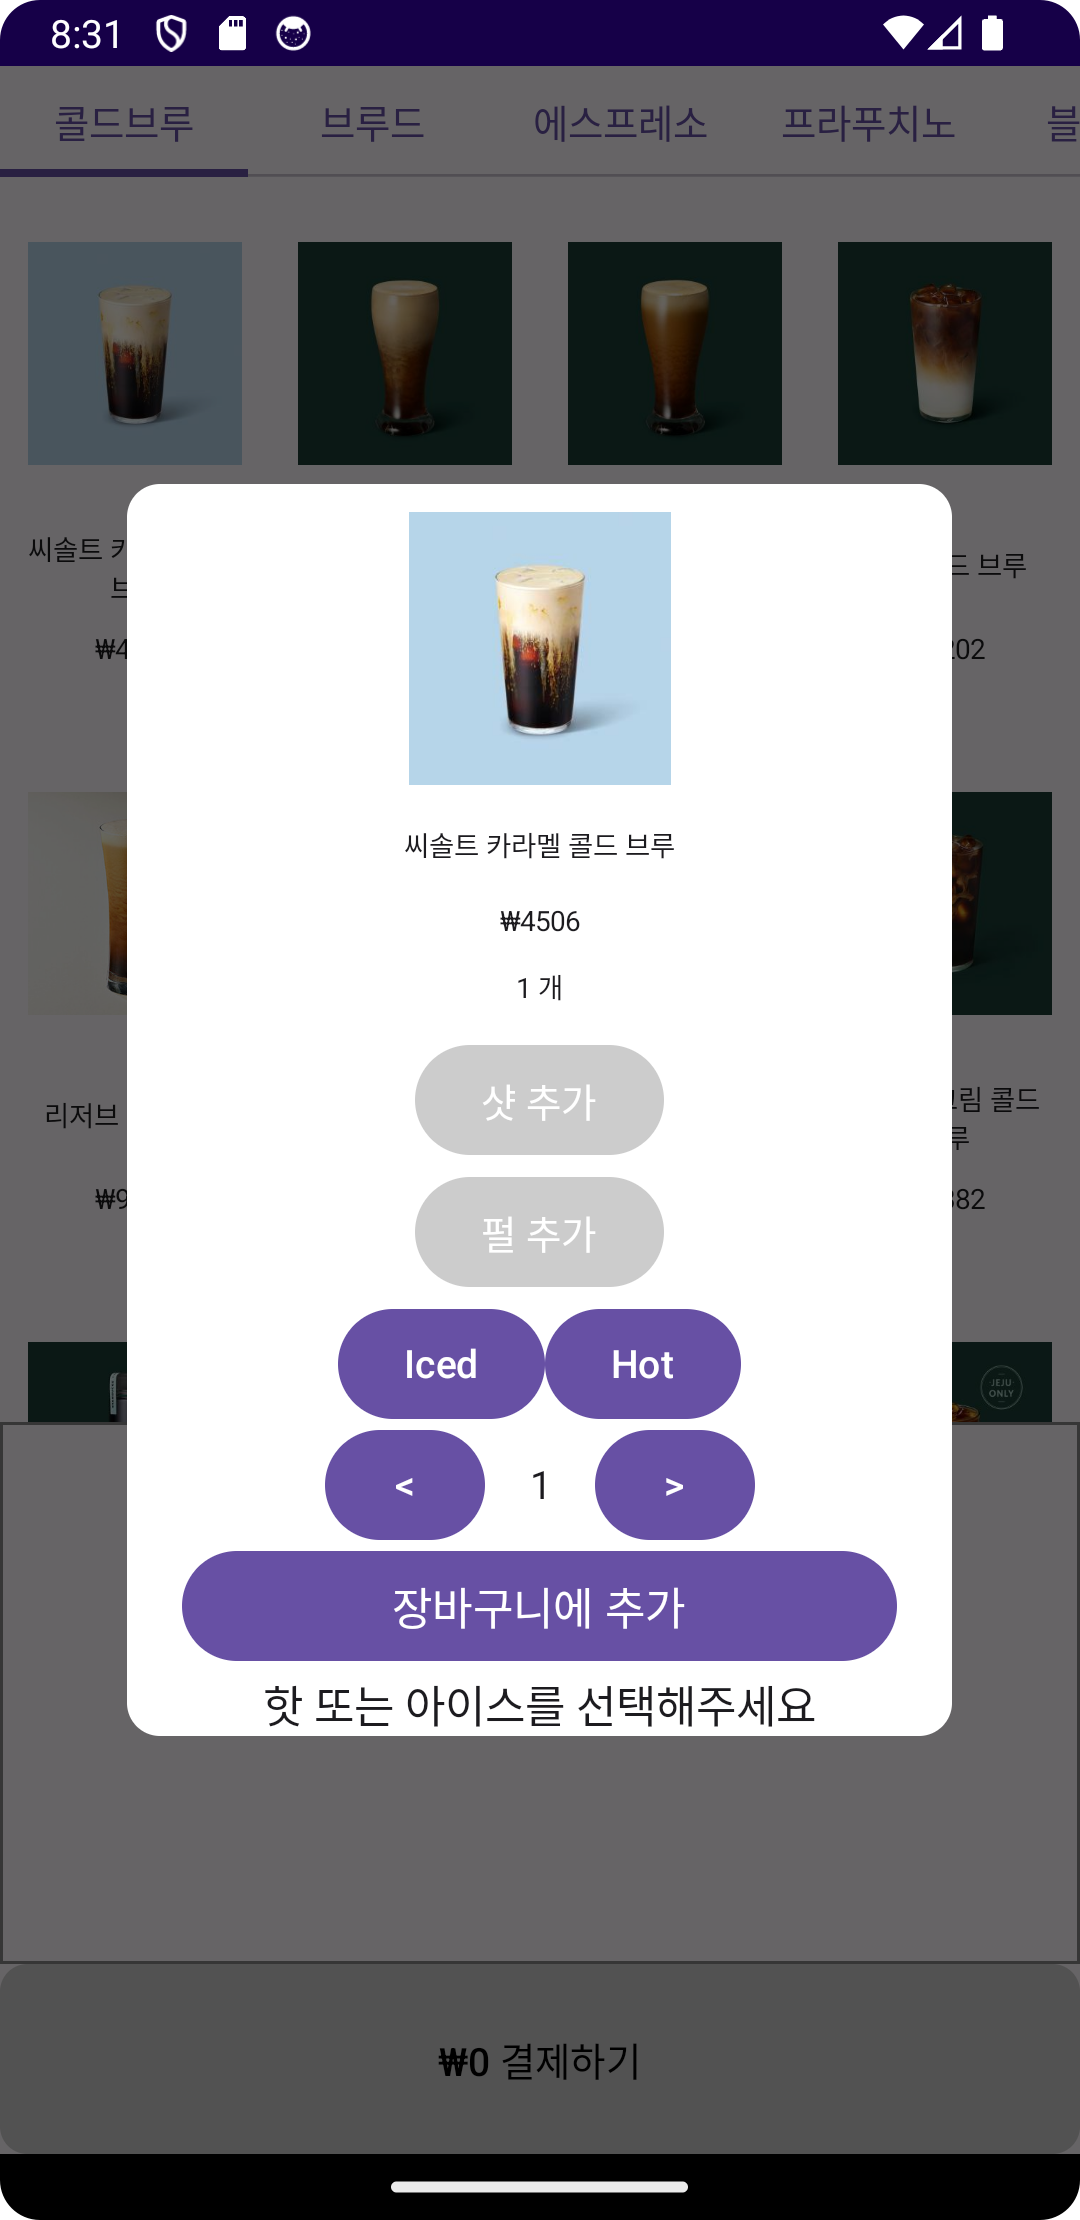 8:31
콜드브루 브루드 에스프레소 프라푸치노 블
씨솔트
드 브루
₩4
202
씨솔트 카라멜 콜드 브루
₩4506
1 개
샷 추가
펄 추가
리저브
크림 콜드
루
₩9
382
Iced Hot
JEJU
ONLY
< 1 >
장바구니에 추가
핫 또는 아이스를 선택해주세요
₩0 결제하기